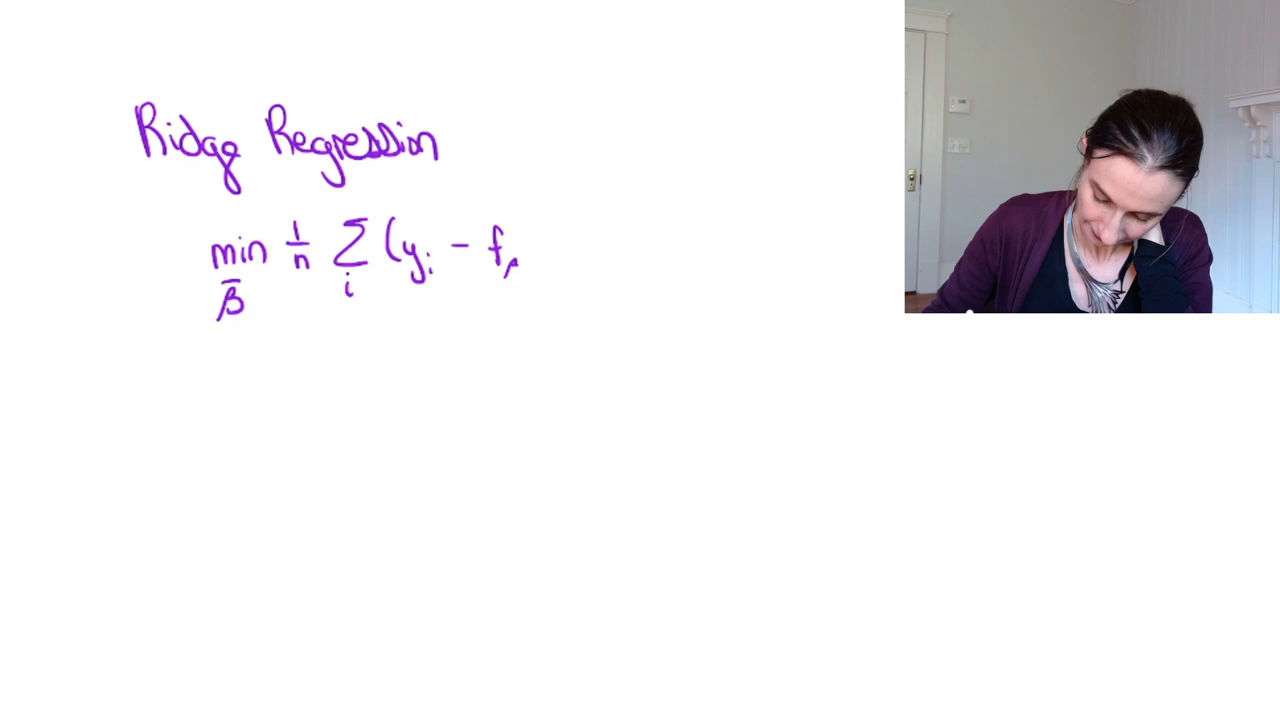 Ridge Regression
min 1/n Σ (yᵢ - f
β̄ i